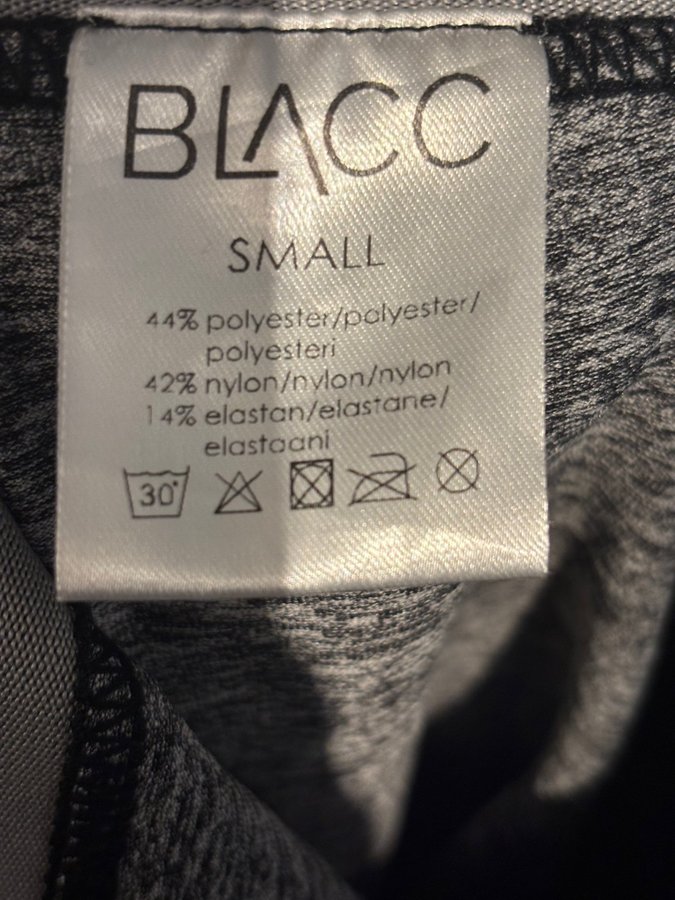 BLACC
SMALL
44% polyester/polyester/
polyesteri
42% nylon/nylon/nylon
14% elastan/elastane/
elastaani
30°